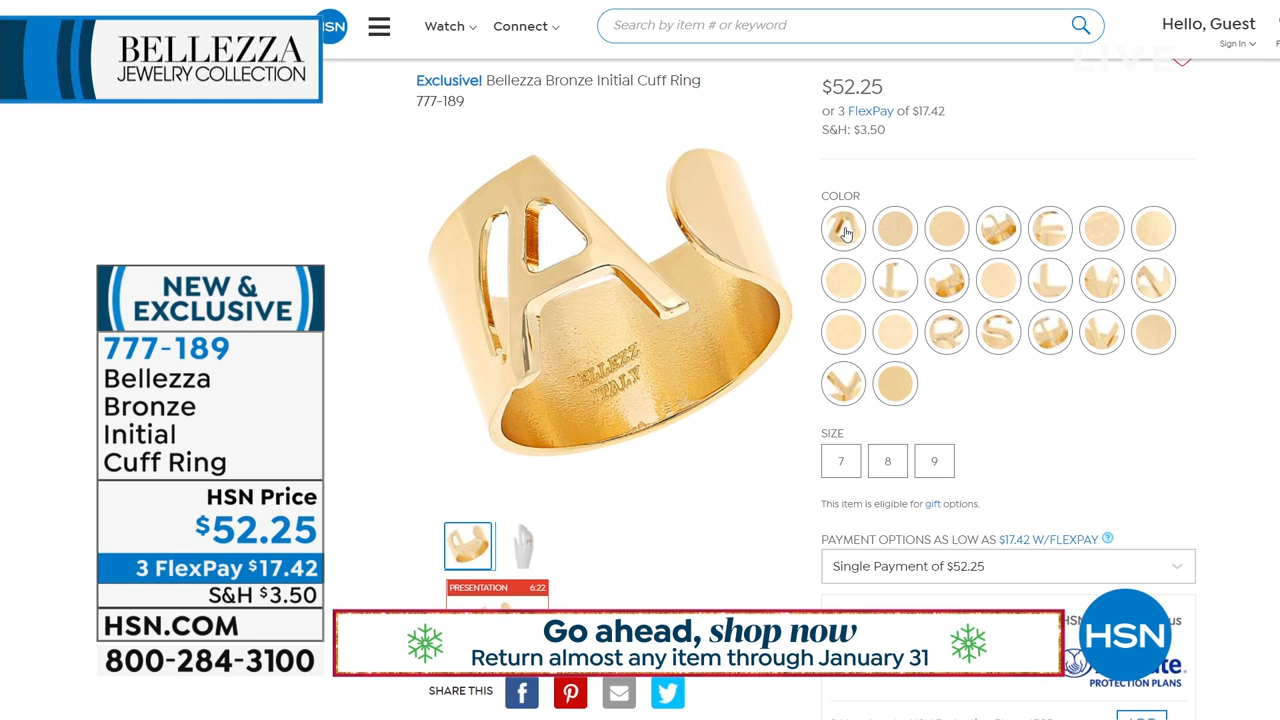 BELLEZZA
JEWELRY COLLECTION
HSN
Watch
Connect
Search by item # or keyword
Hello, Guest
Sign In
LIVE
Exclusive! Bellezza Bronze Initial Cuff Ring
777-189
$52.25
or 3 FlexPay of $17.42
S&H: $3.50
COLOR
A
BELLEZZ
ITALY
NEW &
EXCLUSIVE
777-189
Bellezza
Bronze
Initial
Cuff Ring
HSN Price
$52.25
3 FlexPay $17.42
S&H $3.50
HSN.COM
800-284-3100
SIZE
7 8 9
This item is eligible for gift options.
PAYMENT OPTIONS AS LOW AS $17.42 W/FLEXPAY
Single Payment of $52.25
PRESENTATION 6:22
Go ahead, shop now
Return almost any item through January 31
HSN
PROTECTION PLANS
SHARE THIS